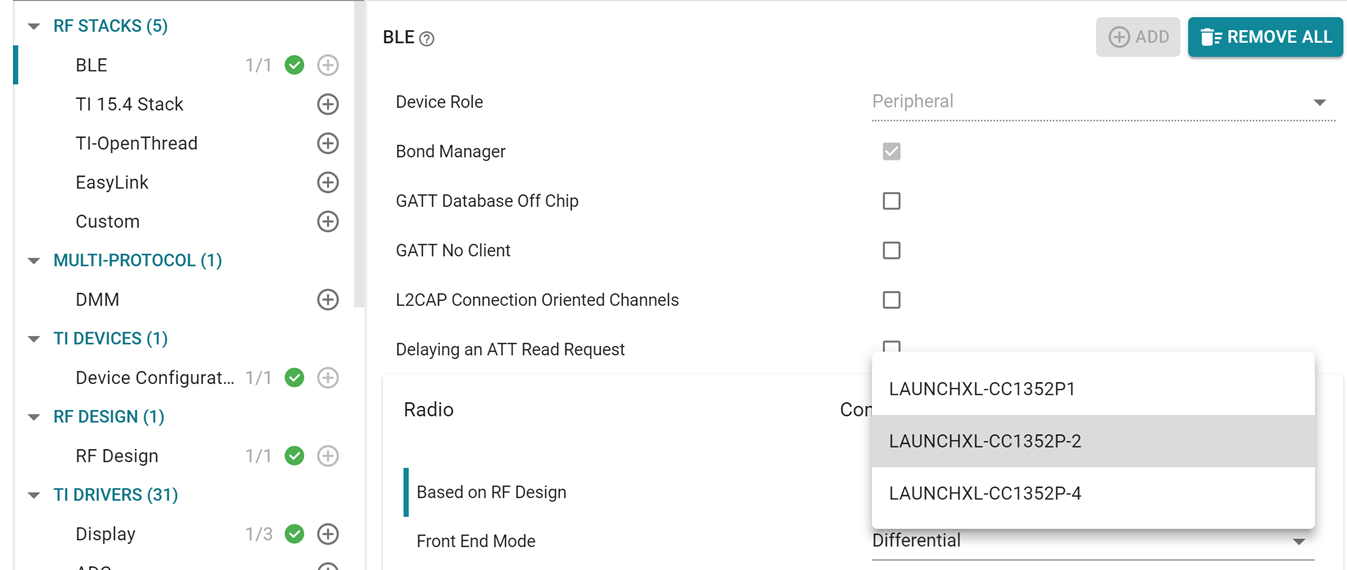 RF STACKS (5)
BLE 1/1
TI 15.4 Stack
TI-OpenThread
EasyLink
Custom
MULTI-PROTOCOL (1)
DMM
TI DEVICES (1)
Device Configurat... 1/1
RF DESIGN (1)
RF Design 1/1
TI DRIVERS (31)
Display 1/3
BLE
ADD
REMOVE ALL
Device Role Peripheral
Bond Manager
GATT Database Off Chip
GATT No Client
L2CAP Connection Oriented Channels
Delaying an ATT Read Request
Radio
LAUNCHXL-CC1352P1
LAUNCHXL-CC1352P-2
LAUNCHXL-CC1352P-4
Based on RF Design
Front End Mode Differential